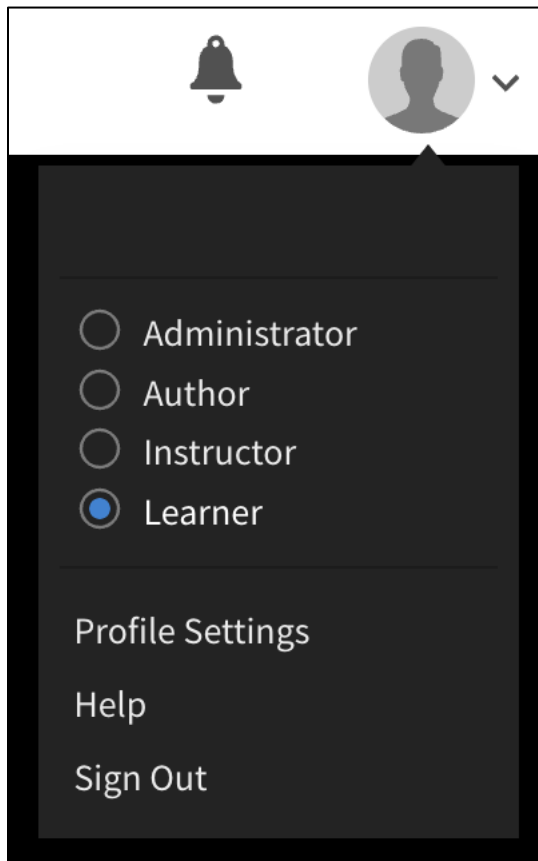 Administrator
Author
Instructor
Learner
Profile Settings
Help
Sign Out